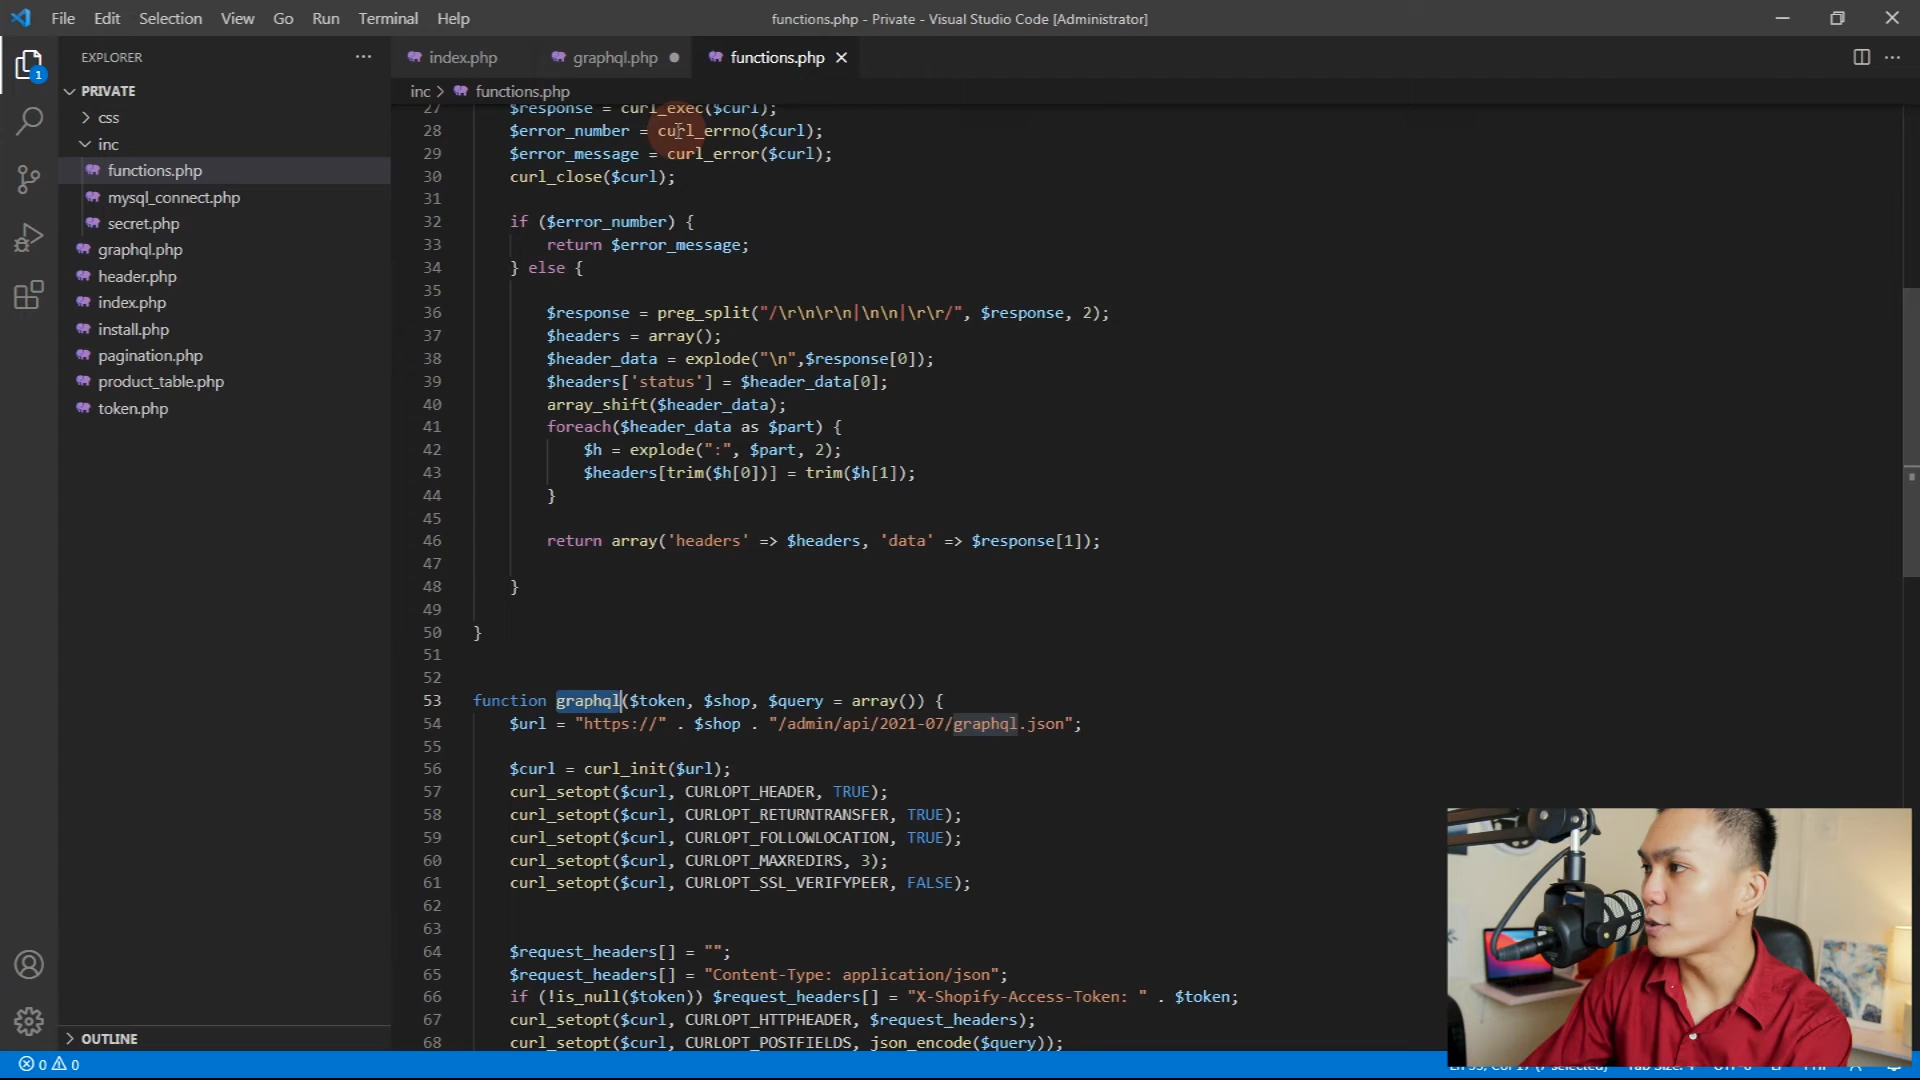 File Edit Selection View Go Run Terminal Help
functions.php - Private - Visual Studio Code [Administrator]
EXPLORER
1
index.php
graphql.php
functions.php
PRIVATE
css
inc
functions.php
mysql_connect.php
secret.php
graphql.php
header.php
index.php
install.php
pagination.php
product_table.php
token.php
OUTLINE
inc > functions.php
27 $response = curl_exec($curl);
28 $error_number = curl_errno($curl);
29 $error_message = curl_error($curl);
30 curl_close($curl);
31
32 if ($error_number) {
33 return $error_message;
34 } else {
35
36 $response = preg_split("/\r\n\r\n|\n\n|\r\r/", $response, 2);
37 $headers = array();
38 $header_data = explode("\n",$response[0]);
39 $headers['status'] = $header_data[0];
40 array_shift($header_data);
41 foreach($header_data as $part) {
42 $h = explode(":", $part, 2);
43 $headers[trim($h[0])] = trim($h[1]);
44 }
45
46 return array('headers' => $headers, 'data' => $response[1]);
47
48 }
49
50 }
51
52
53 function graphql($token, $shop, $query = array()) {
54 $url = "https://" . $shop . "/admin/api/2021-07/graphql.json";
55
56 $curl = curl_init($url);
57 curl_setopt($curl, CURLOPT_HEADER, TRUE);
58 curl_setopt($curl, CURLOPT_RETURNTRANSFER, TRUE);
59 curl_setopt($curl, CURLOPT_FOLLOWLOCATION, TRUE);
60 curl_setopt($curl, CURLOPT_MAXREDIRS, 3);
61 curl_setopt($curl, CURLOPT_SSL_VERIFYPEER, FALSE);
62
63
64 $request_headers[] = "";
65 $request_headers[] = "Content-Type: application/json";
66 if (!is_null($token)) $request_headers[] = "X-Shopify-Access-Token: " . $token;
67 curl_setopt($curl, CURLOPT_HTTPHEADER, $request_headers);
68 curl_setopt($curl, CURLOPT_POSTFIELDS, json_encode($query));
0 0